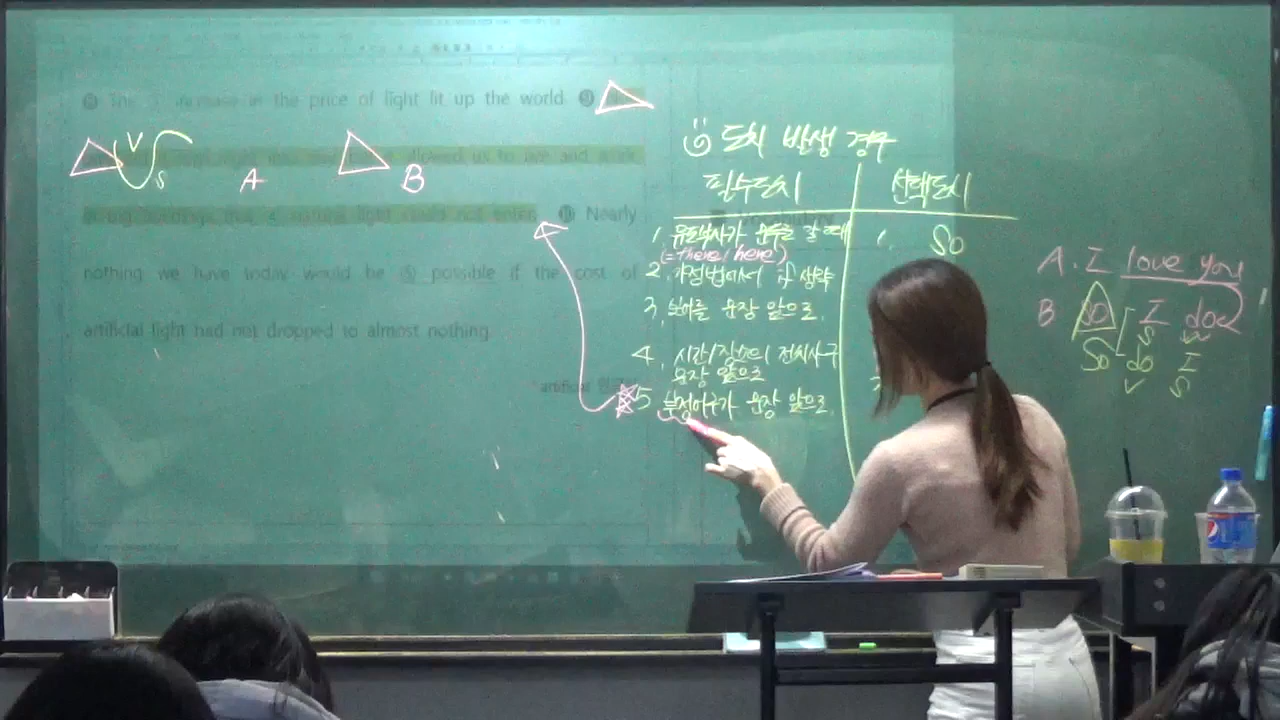 The increase in the price of light lit up the world
allowed us to see and work
natural light could not enter. Nearly
nothing we have today would be ⑤ possible if the cost of
artificial light had not dropped to almost nothing.
* artificial
V
S
A
B
도치 발생 경우
필수도치
1. 유도부사가 문두로 갈 때
(= there / here)
2. 가정법에서 if 생략
3. 보어를 문장 앞으로.
4. 시간/장소의 전치사구
문장 앞으로
5 부정어구가 문장 앞으로.
선택도치
1. So
A. I love you
B So I do
S V
So do I
V S